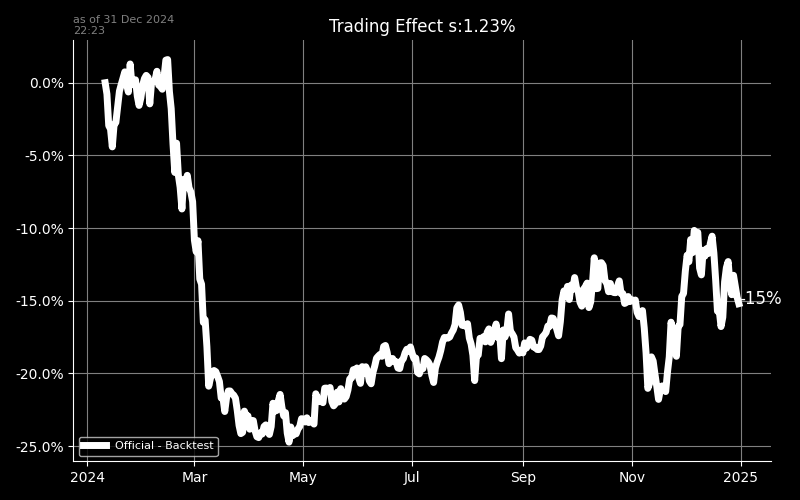 as of 31 Dec 2024
22:23
Trading Effect s:1.23%
0.0%
-5.0%
-10.0%
-15.0%
-20.0%
-25.0%
-15%
Official - Backtest
2024
Mar
May
Jul
Sep
Nov
2025